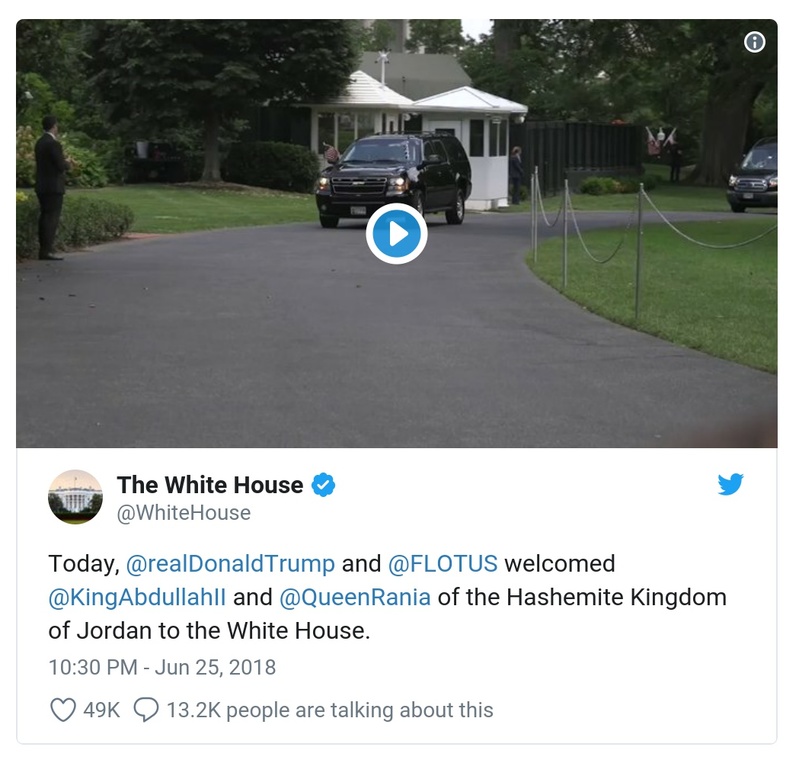 The White House
@WhiteHouse
Today, @realDonaldTrump and @FLOTUS welcomed
@KingAbdullahII and @QueenRania of the Hashemite Kingdom
of Jordan to the White House.
10:30 PM - Jun 25, 2018
49K 13.2K people are talking about this